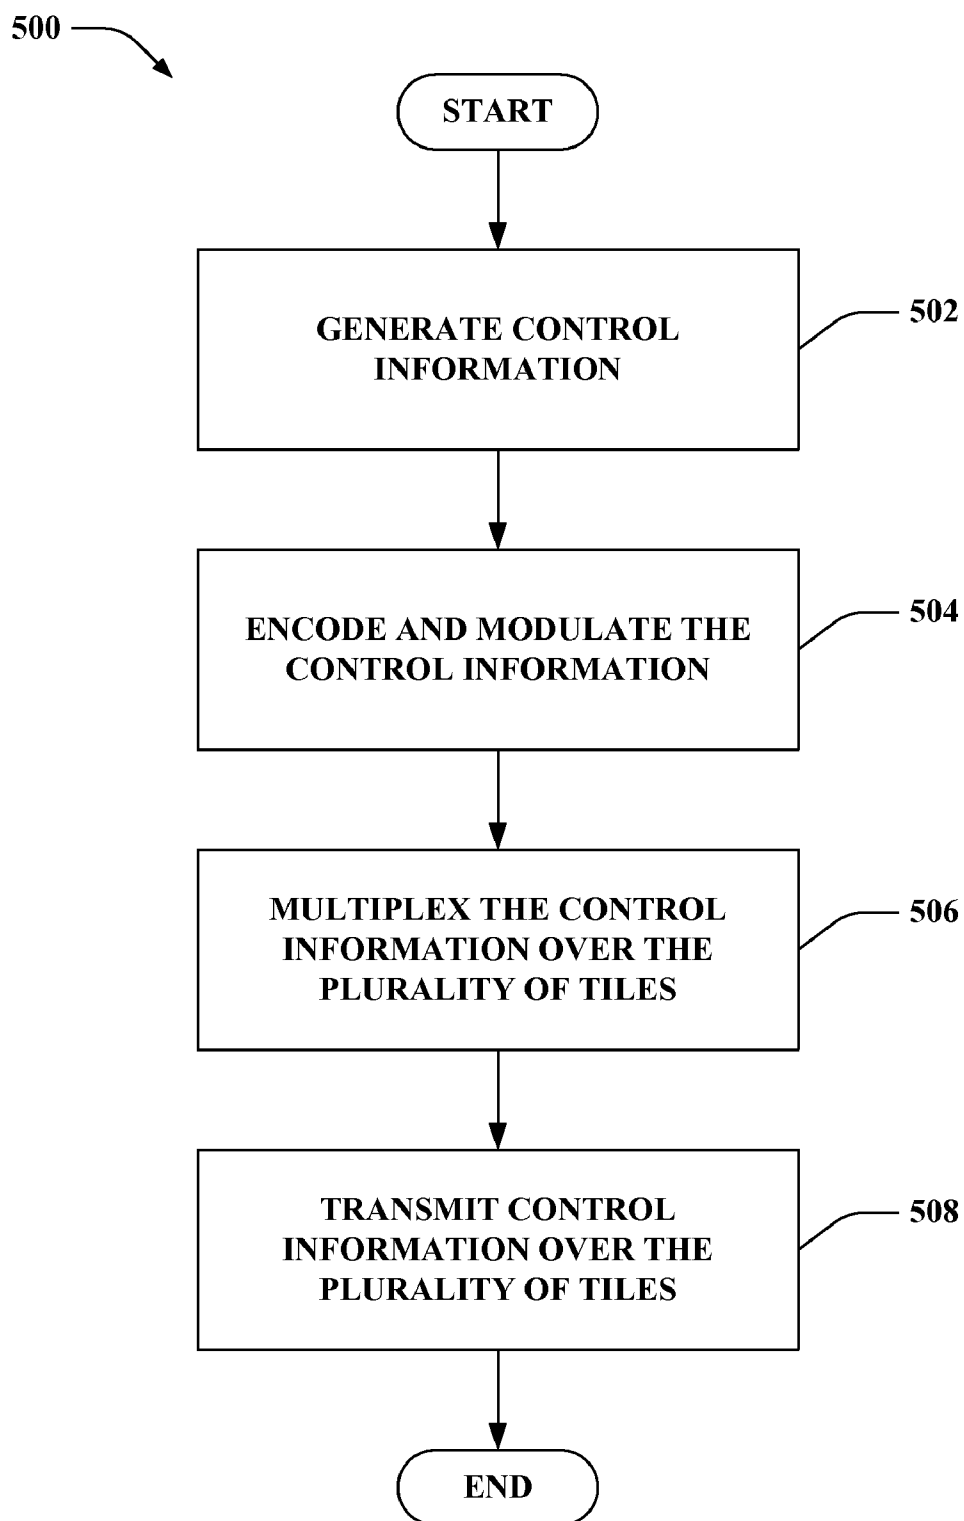 500
START
GENERATE CONTROL
INFORMATION
502
ENCODE AND MODULATE THE
CONTROL INFORMATION
504
MULTIPLEX THE CONTROL
INFORMATION OVER THE
PLURALITY OF TILES
506
TRANSMIT CONTROL
INFORMATION OVER THE
PLURALITY OF TILES
508
END